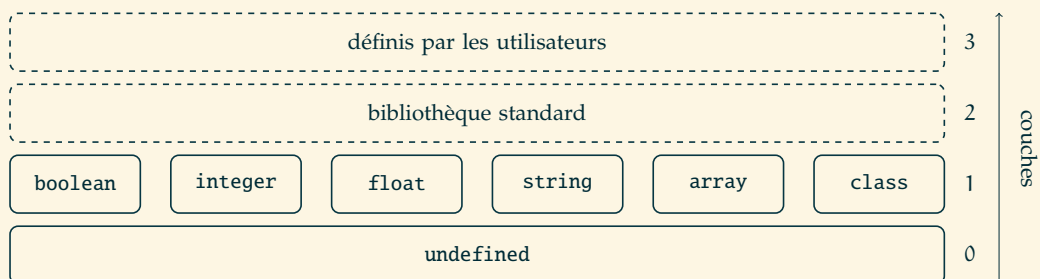 définis par les utilisateurs 3
bibliothèque standard 2
boolean integer float string array class 1
undefined 0
couches